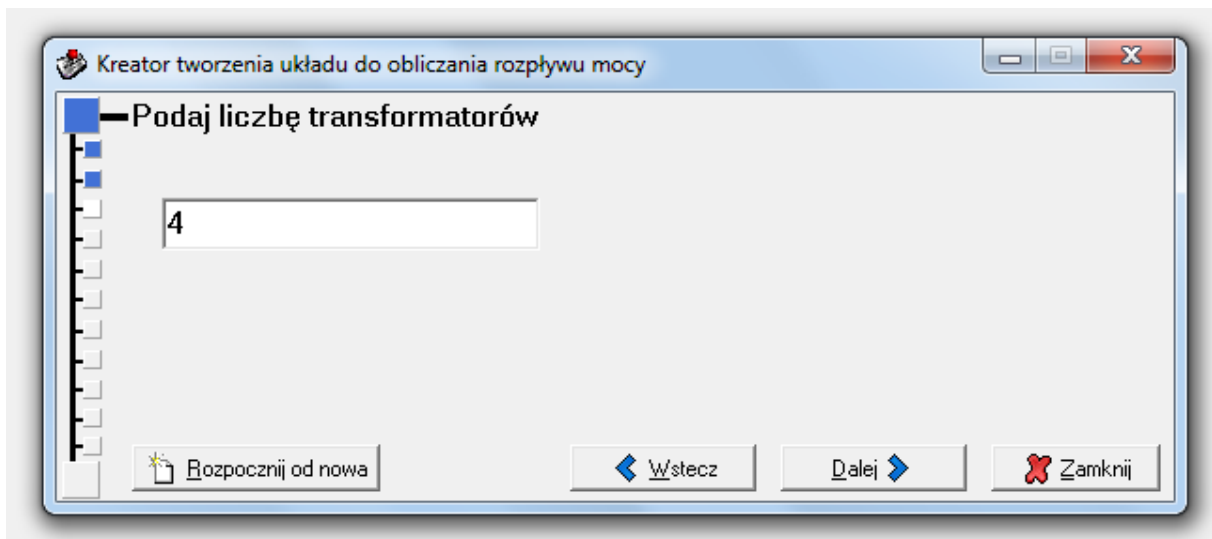 Kreator tworzenia układu do obliczania rozpływu mocy
Podaj liczbę transformatorów
4
Rozpocznij od nowa
Wstecz
Dalej
Zamknij